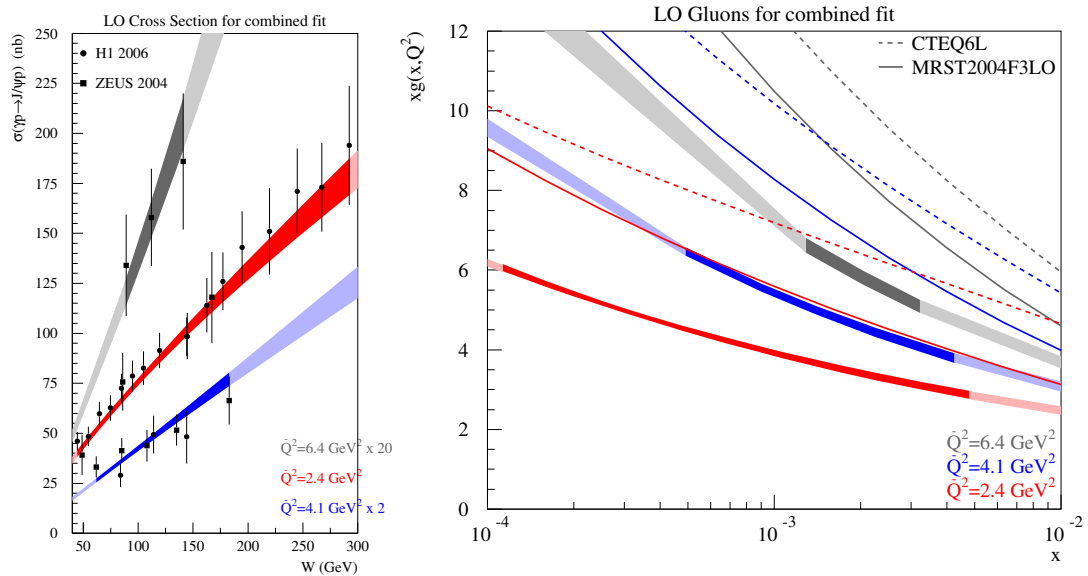 LO Cross Section for combined fit
σ(γp→J/ψp) (nb)
250
225
200
175
150
125
100
75
50
25
0
H1 2006
ZEUS 2004
Q̄²=6.4 GeV² x 20
Q̄²=2.4 GeV²
Q̄²=4.1 GeV² x 2
50 100 150 200 250 300
W (GeV)
LO Gluons for combined fit
xg(x,Q²)
12
10
8
6
4
2
0
CTEQ6L
MRST2004F3LO
Q̄²=6.4 GeV²
Q̄²=4.1 GeV²
Q̄²=2.4 GeV²
10⁻⁴ 10⁻³ 10⁻²
x